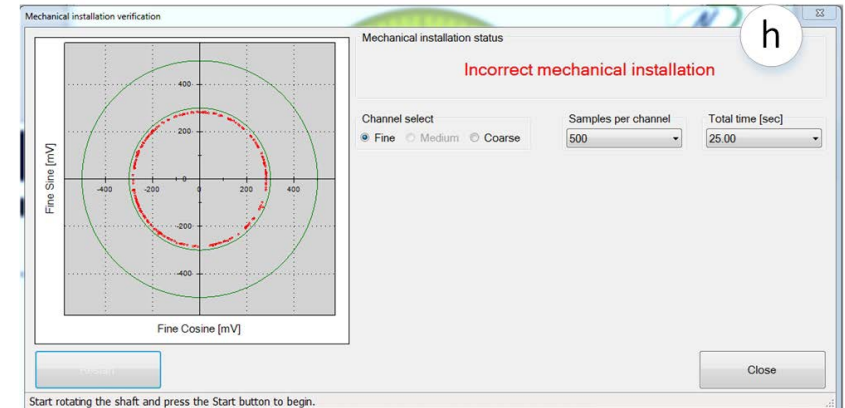 Mechanical installation verification
h
Mechanical installation status
Incorrect mechanical installation
Channel select
Fine
Medium
Coarse
Samples per channel
500
Total time [sec]
25.00
Fine Sine [mV]
400
200
-400
-200
0
0
200
400
-200
-400
Fine Cosine [mV]
Close
Start rotating the shaft and press the Start button to begin.